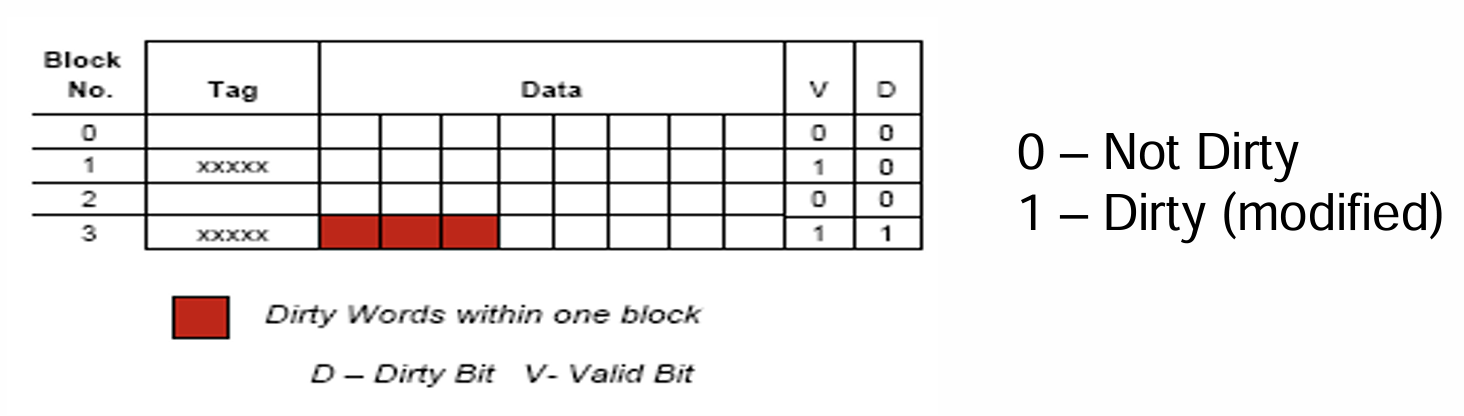 Block No. Tag Data V D
0 0 0
1 xxxxx 1 0
2 0 0
3 xxxxx 1 1
0 – Not Dirty
1 – Dirty (modified)
Dirty Words within one block
D – Dirty Bit V- Valid Bit